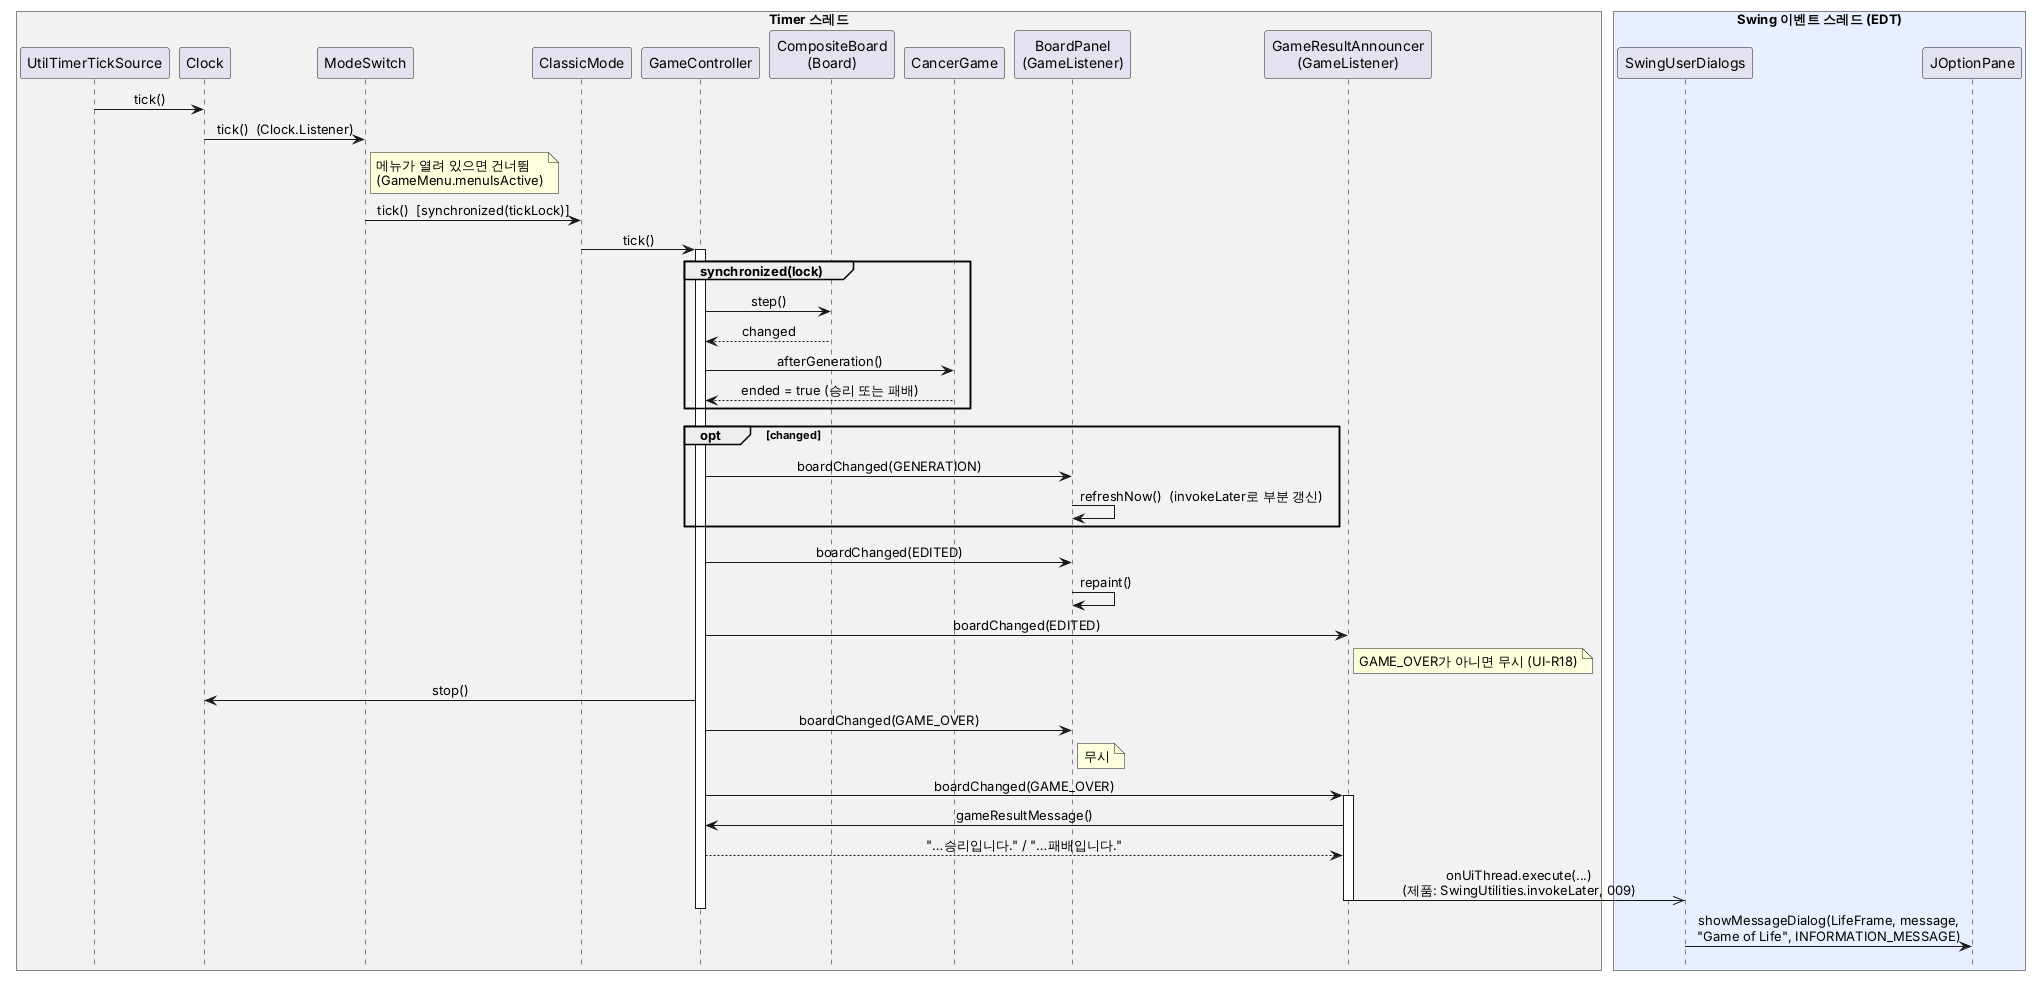 Timer 스레드
Swing 이벤트 스레드 (EDT)
UtilTimerTickSource
Clock
ModeSwitch
ClassicMode
GameController
CompositeBoard
(Board)
CancerGame
BoardPanel
(GameListener)
GameResultAnnouncer
(GameListener)
SwingUserDialogs
JOptionPane
tick()
tick()  (Clock.Listener)
메뉴가 열려 있으면 건너뜀
(GameMenu.menuIsActive)
tick()  [synchronized(tickLock)]
tick()
synchronized(lock)
step()
changed
afterGeneration()
ended = true (승리 또는 패배)
opt
[changed]
boardChanged(GENERATION)
refreshNow()  (invokeLater로 부분 갱신)
boardChanged(EDITED)
repaint()
boardChanged(EDITED)
GAME_OVER가 아니면 무시 (UI-R18)
stop()
boardChanged(GAME_OVER)
무시
boardChanged(GAME_OVER)
gameResultMessage()
"...승리입니다." / "...패배입니다."
onUiThread.execute(...)
(제품: SwingUtilities.invokeLater, 009)
showMessageDialog(LifeFrame, message,
"Game of Life", INFORMATION_MESSAGE)